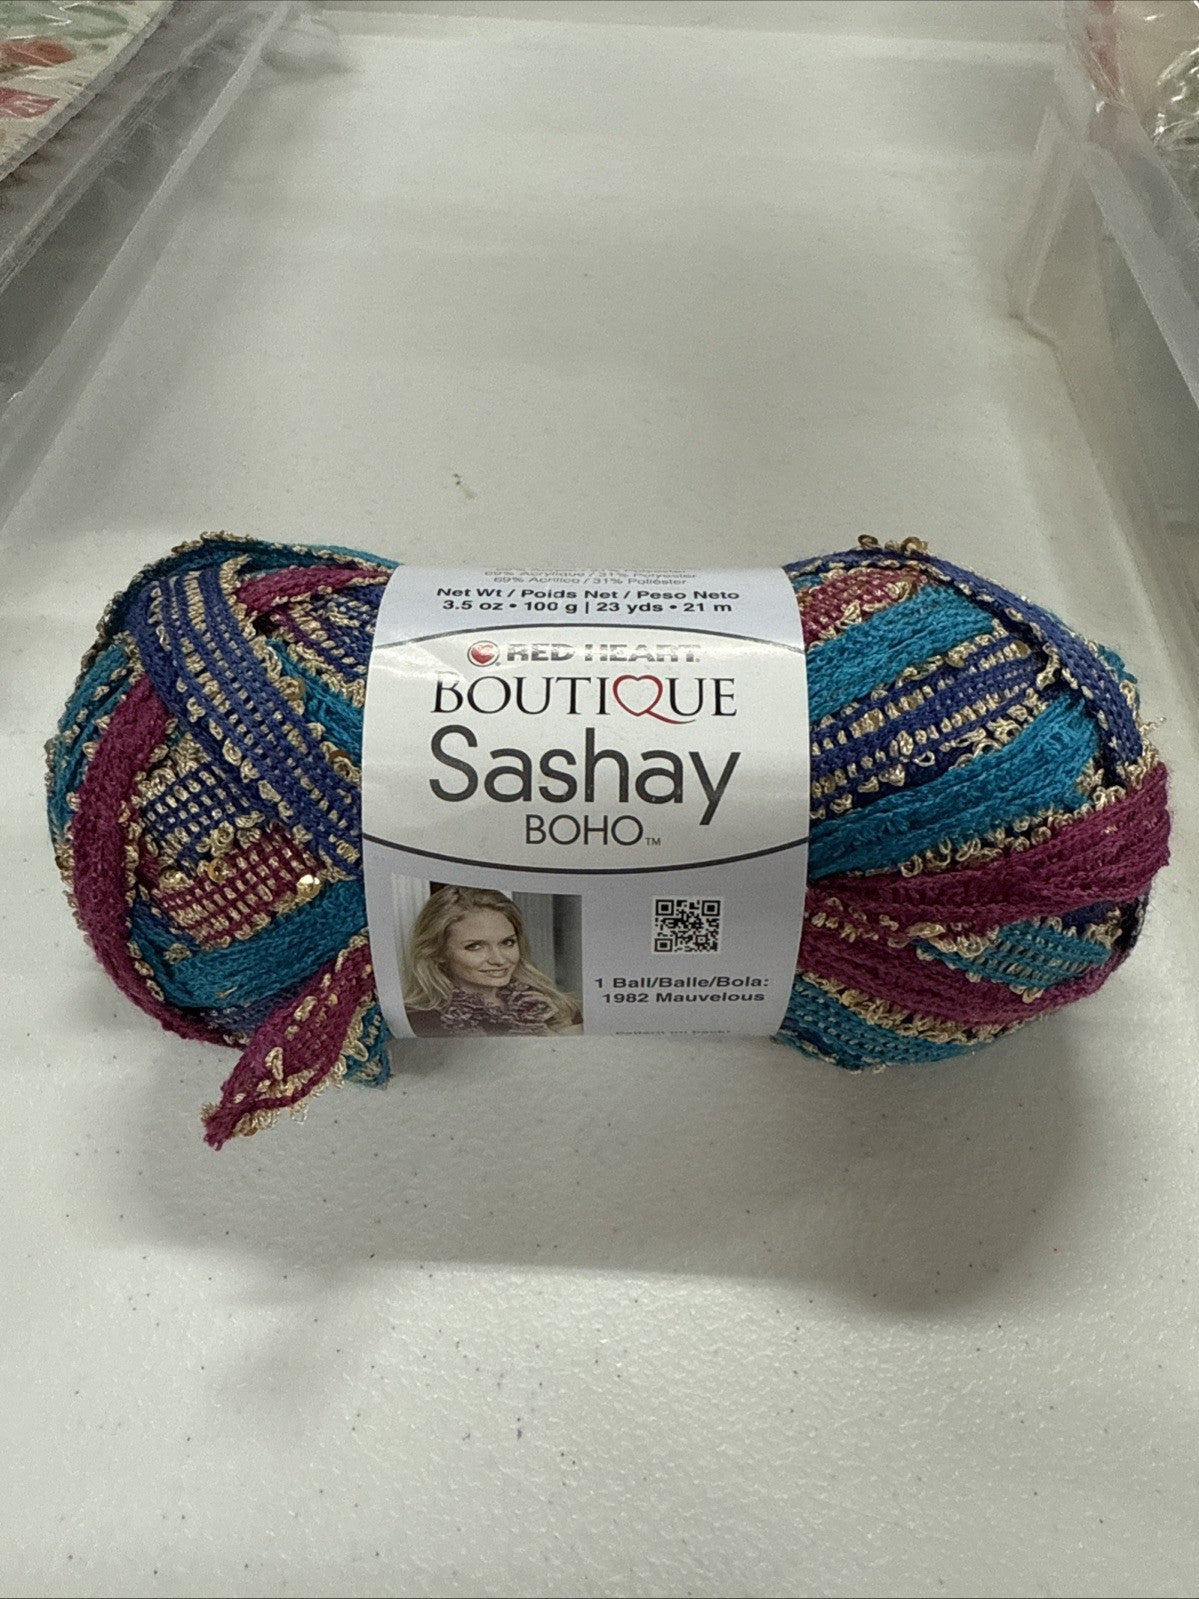 69% Acrylique / 31% Polyester
69% Acrílico / 31% Poliéster
Net Wt / Poids Net / Peso Neto
3.5 oz • 100 g | 23 yds • 21 m
RED HEART
BOUTIQUE
Sashay
BOHO™
1 Ball/Balle/Bola:
1982 Mauvelous